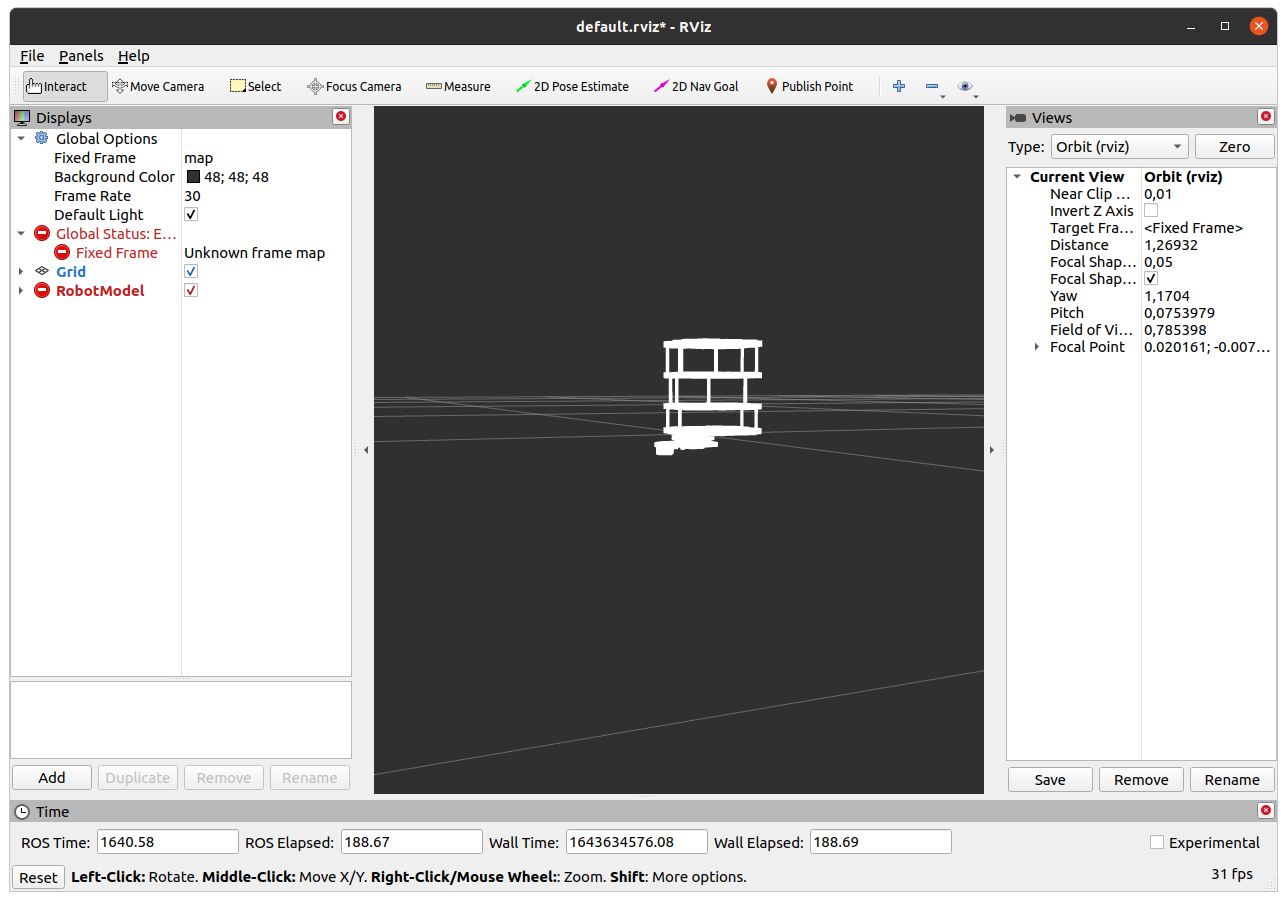 default.rviz* - RViz
File Panels Help
Interact Move Camera Select Focus Camera Measure 2D Pose Estimate 2D Nav Goal Publish Point
Displays
Global Options
Fixed Frame map
Background Color 48; 48; 48
Frame Rate 30
Default Light
Global Status: E...
Fixed Frame Unknown frame map
Grid
RobotModel
Add Duplicate Remove Rename
Views
Type: Orbit (rviz) Zero
Current View Orbit (rviz)
Near Clip ... 0,01
Invert Z Axis
Target Fra... <Fixed Frame>
Distance 1,26932
Focal Shap... 0,05
Focal Shap...
Yaw 1,1704
Pitch 0,0753979
Field of Vi... 0,785398
Focal Point 0.020161; -0.007...
Save Remove Rename
Time
ROS Time: 1640.58 ROS Elapsed: 188.67 Wall Time: 1643634576.08 Wall Elapsed: 188.69 Experimental
Reset Left-Click: Rotate. Middle-Click: Move X/Y. Right-Click/Mouse Wheel:: Zoom. Shift: More options. 31 fps